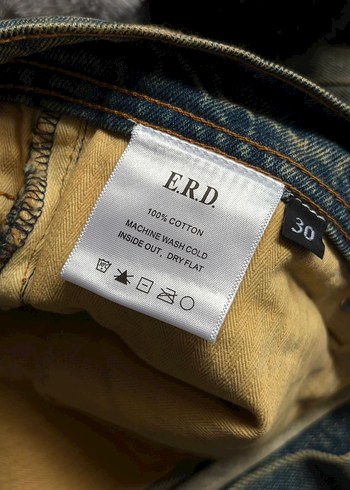 E.R.D.
100% COTTON
MACHINE WASH COLD
INSIDE OUT, DRY FLAT
30